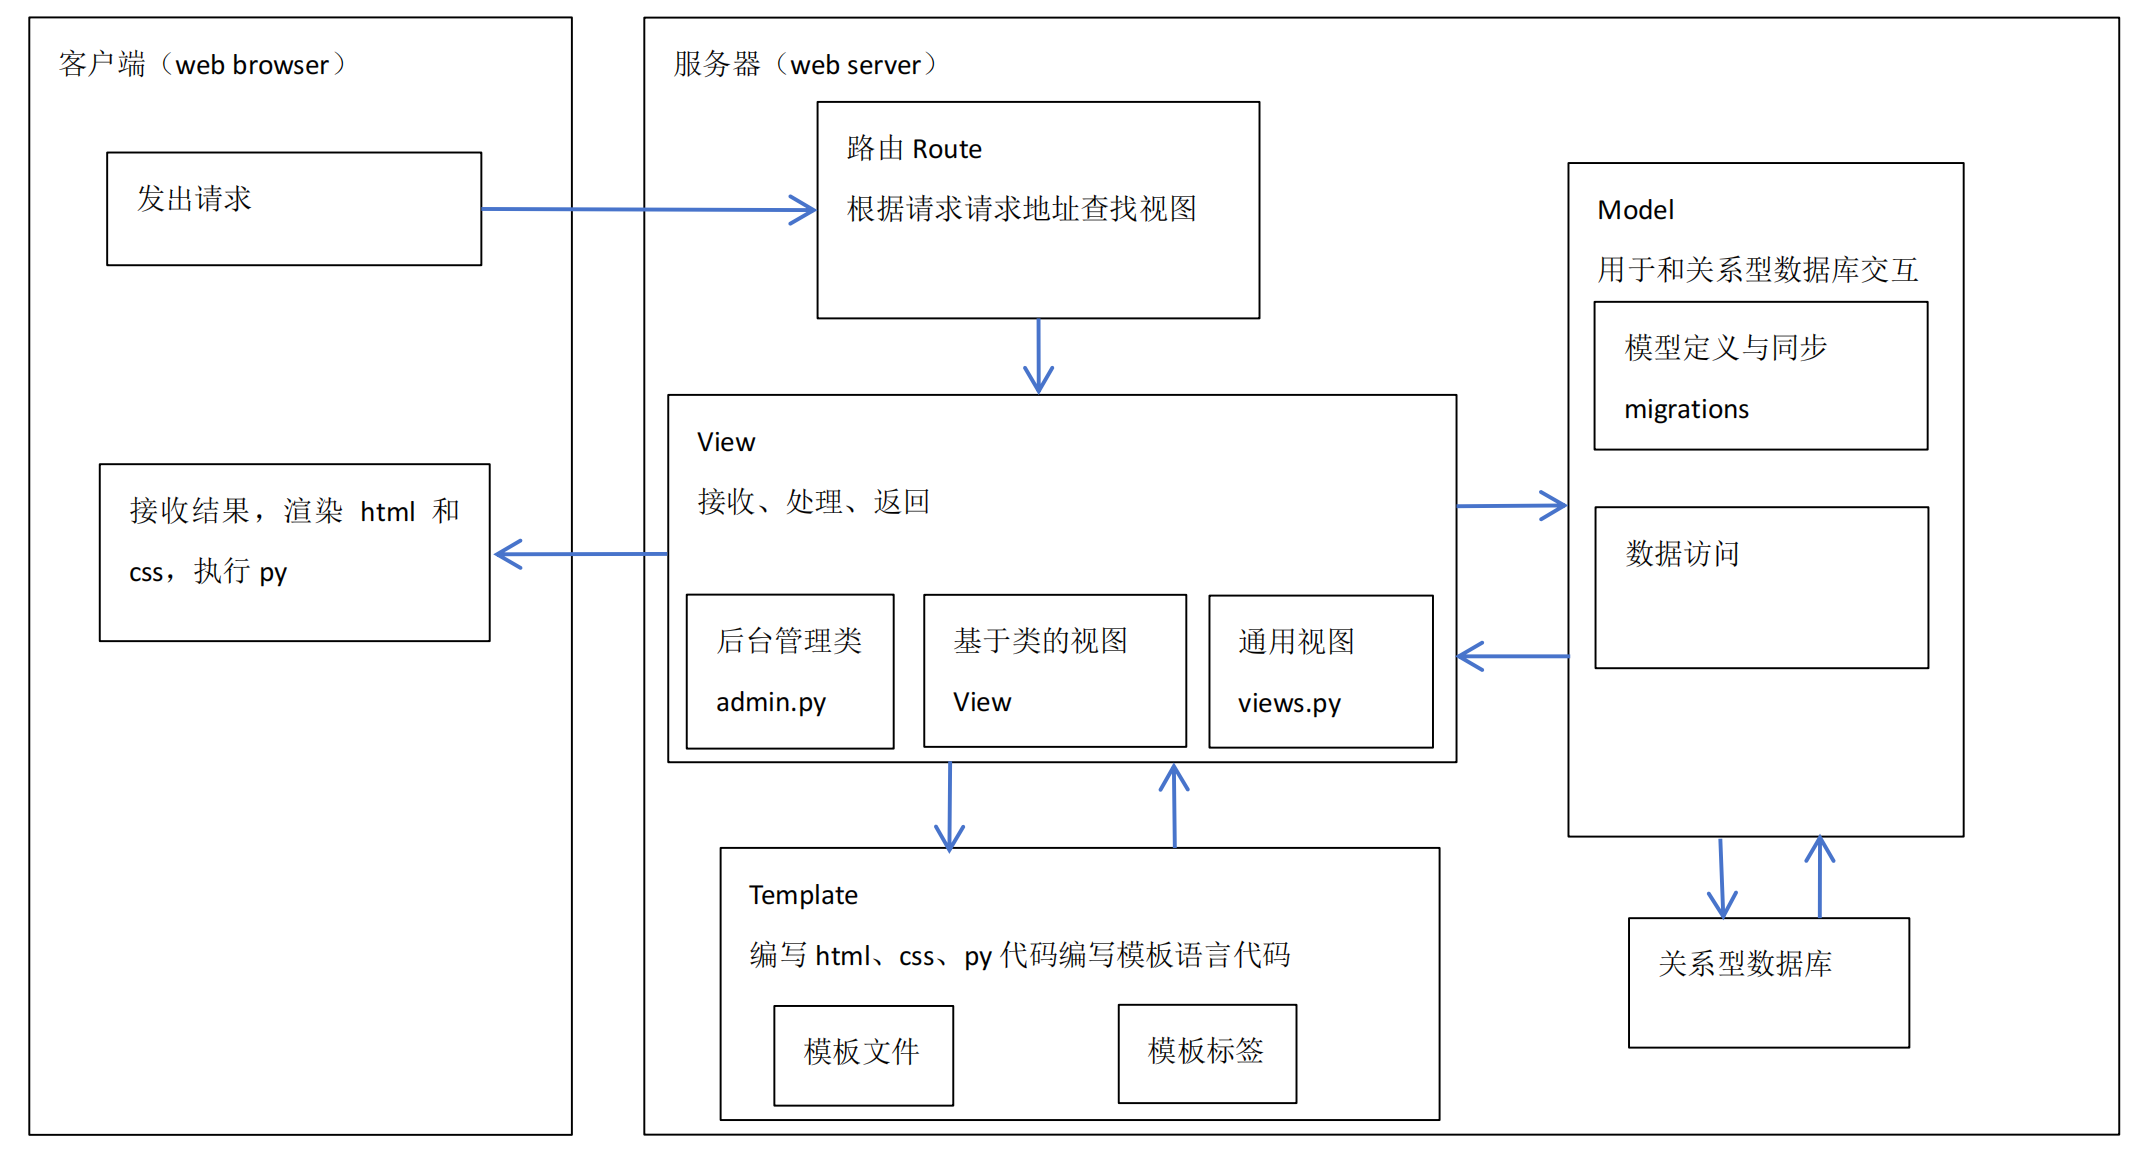 客户端（web browser）
发出请求
接收结果，渲染 html 和
css，执行 py
服务器（web server）
路由 Route
根据请求请求地址查找视图
View
接收、处理、返回
后台管理类
admin.py
基于类的视图
View
通用视图
views.py
Template
编写 html、css、py 代码编写模板语言代码
模板文件
模板标签
Model
用于和关系型数据库交互
模型定义与同步
migrations
数据访问
关系型数据库